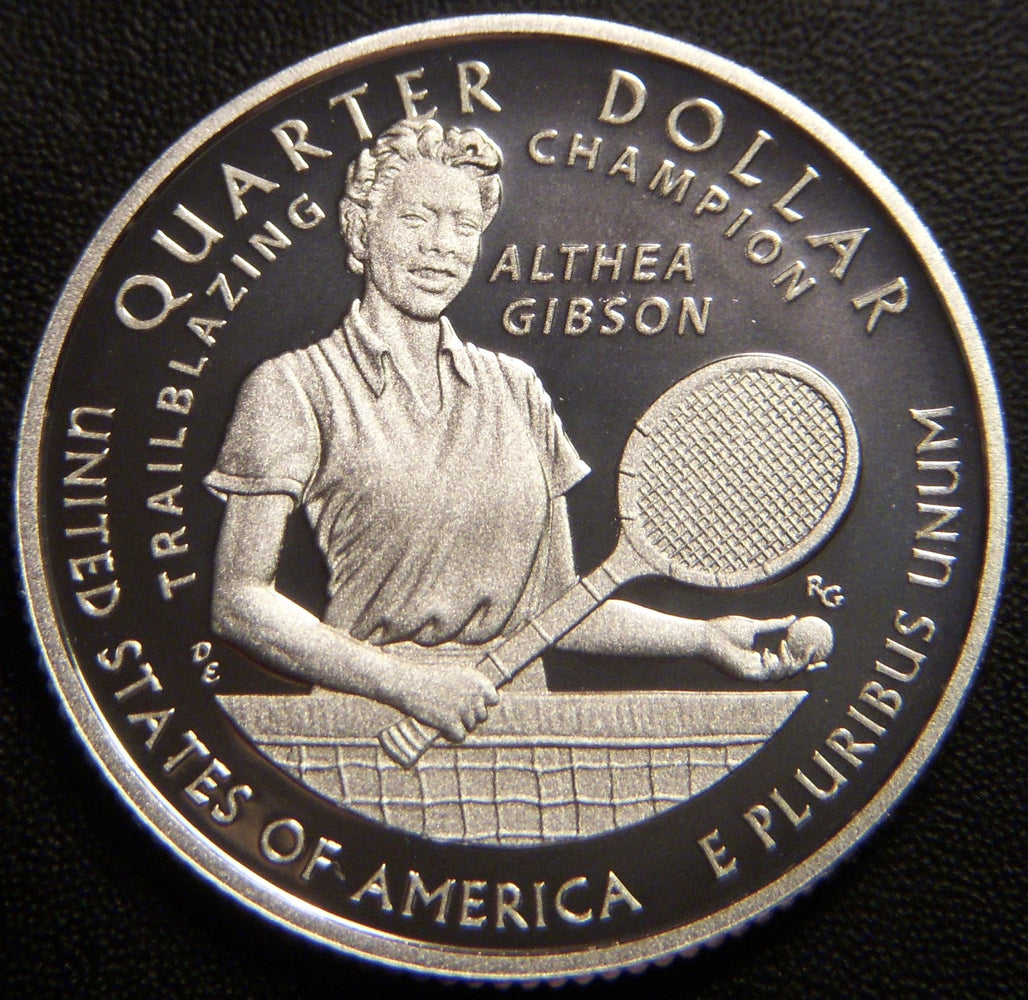 QUARTER DOLLAR
TRAILBLAZING CHAMPION
ALTHEA
GIBSON
RG
DE
UNITED STATES OF AMERICA
E PLURIBUS UNUM